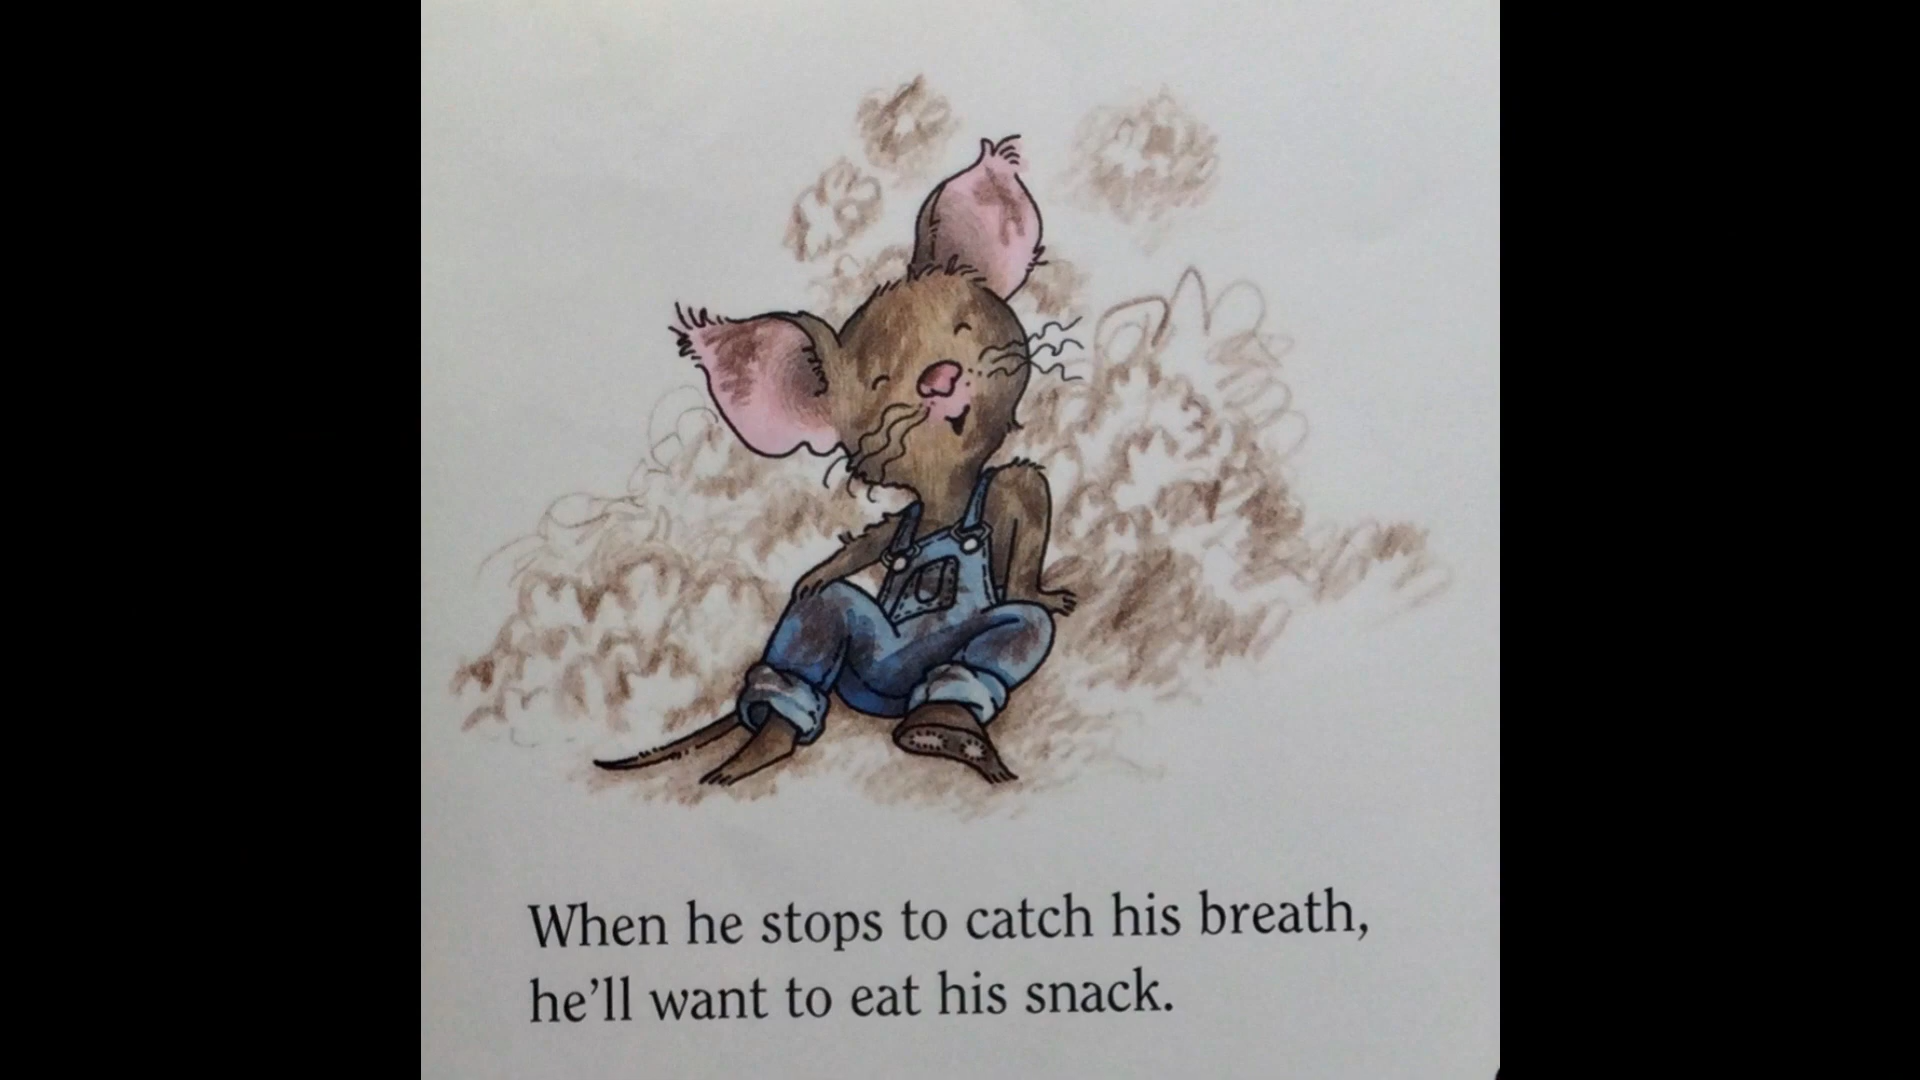 When he stops to catch his breath,
he'll want to eat his snack.